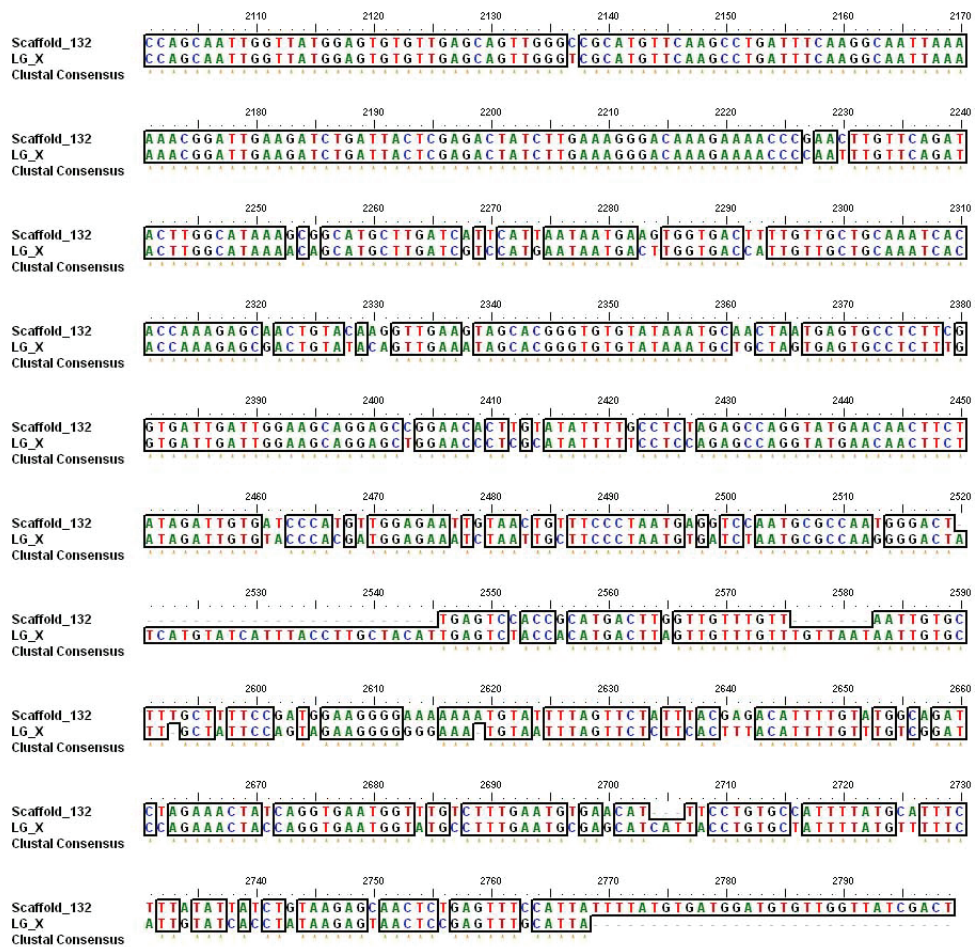 2110 2120 2130 2140 2150 2160 2170
Scaffold_132 CCAGCAATTGGTTATGGAGTGTGTTGAGCAGTTGGGCCGCATGTTCAAGCCTGATTTCAAGGCAATTAAA
LG_X CCAGCAATTGGTTATGGAGTGTGTTGAGCAGTTGGGTCGCATGTTCAAGCCTGATTTCAAGGCAATTAAA
Clustal Consensus
2180 2190 2200 2210 2220 2230 2240
Scaffold_132 AAACGGATTGAAGATCTGATTACTCGAGACTATCTTGAAAGGGACAAAGAAAACCCGAACTTGTTCAGAT
LG_X AAACGGATTGAAGATCTGATTACTCGAGACTATCTTGAAAGGGACAAAGAAAACCCCAATTTGTTCAGAT
Clustal Consensus
2250 2260 2270 2280 2290 2300 2310
Scaffold_132 ACTTGGCATAAAGCGGCATGCTTGATCATTCATTAATAATGAAGTGGTGACTTTTGTTGCTGCAAATCAC
LG_X ACTTGGCATAAAACAGCATGCTTGATCGTCCATGAATAATGACTTGGTGACCATTGTTGCTGCAAATCAC
Clustal Consensus
2320 2330 2340 2350 2360 2370 2380
Scaffold_132 ACCAAAGAGCAACTGTACAAGGTTGAAGTAGCACGGGTGTGTATAAATGCAACTAATGAGTGCCTCTTCG
LG_X ACCAAAGAGCGACTGTATACAGTTGAAATAGCACGGGTGTGTATAAATGCTGCTAGTGAGTGCCTCTTTG
Clustal Consensus
2390 2400 2410 2420 2430 2440 2450
Scaffold_132 GTGATTGATTGGAAGCAGGAGCCGGAACACTTGTATATTTTGCCTCTAGAGCCAGGTATGAACAACTTCT
LG_X GTGATTGATTGGAAGCAGGAGCTGGAACCCTCGCATATTTTTCCTCCAGAGCCAGGTATGAACAACTTCT
Clustal Consensus
2460 2470 2480 2490 2500 2510 2520
Scaffold_132 ATAGATTGTGATCCCATGTTGGAGAATTGTAACTGTTTCCCTAATGAGGTCCAATGCGCCAATGGGACT-
LG_X ATAGATTGTGTACCCACGATGGAGAAATCTAATTGCTTCCCTAATGTGATCTAATGCGCCAAGGGGACTA
Clustal Consensus
2530 2540 2550 2560 2570 2580 2590
Scaffold_132 -------------------------TGAGTCCACCGCATGACTTGGTTGTTTGTT-------AATTGTGC
LG_X TCATGTATCATTTACCTTGCTACATTGAGTCTACCACATGACTTAGTTGTTTGTTTGTTAATAATTGTGC
Clustal Consensus
2600 2610 2620 2630 2640 2650 2660
Scaffold_132 TTTGCTTTTCCGATGGAAGGGGAAAAAAATGTATTTTAGTTCTATTTACGAGACATTTTGTATGGCAGAT
LG_X TT-GCTATTCCAGTAGAAGGGGGGGAAA-TGTAATTTAGTTCTCTTCACTTTACATTTTGTTTGTCGGAT
Clustal Consensus
2670 2680 2690 2700 2710 2720 2730
Scaffold_132 CTAGAAACTATCAGGTGAATGGTTTGTCTTTGAATGTGAACAT---TTCCTGTGCCATTTTATGCATTTC
LG_X CCAGAAACTACCAGGTGAATGGTATGCCTTTGAATGCGAGCATCATTACCTGTGCTATTTTATGTTTTTC
Clustal Consensus
2740 2750 2760 2770 2780 2790
Scaffold_132 TTTATATTATCTGTAAGAGCAACTCTGAGTTTCCATTATTTTATGTGATGGATGTGTTGGTTATCGACT
LG_X ATTGTATCACCTATAAGAGTAACTCCGAGTTTGCATTA-------------------------------
Clustal Consensus